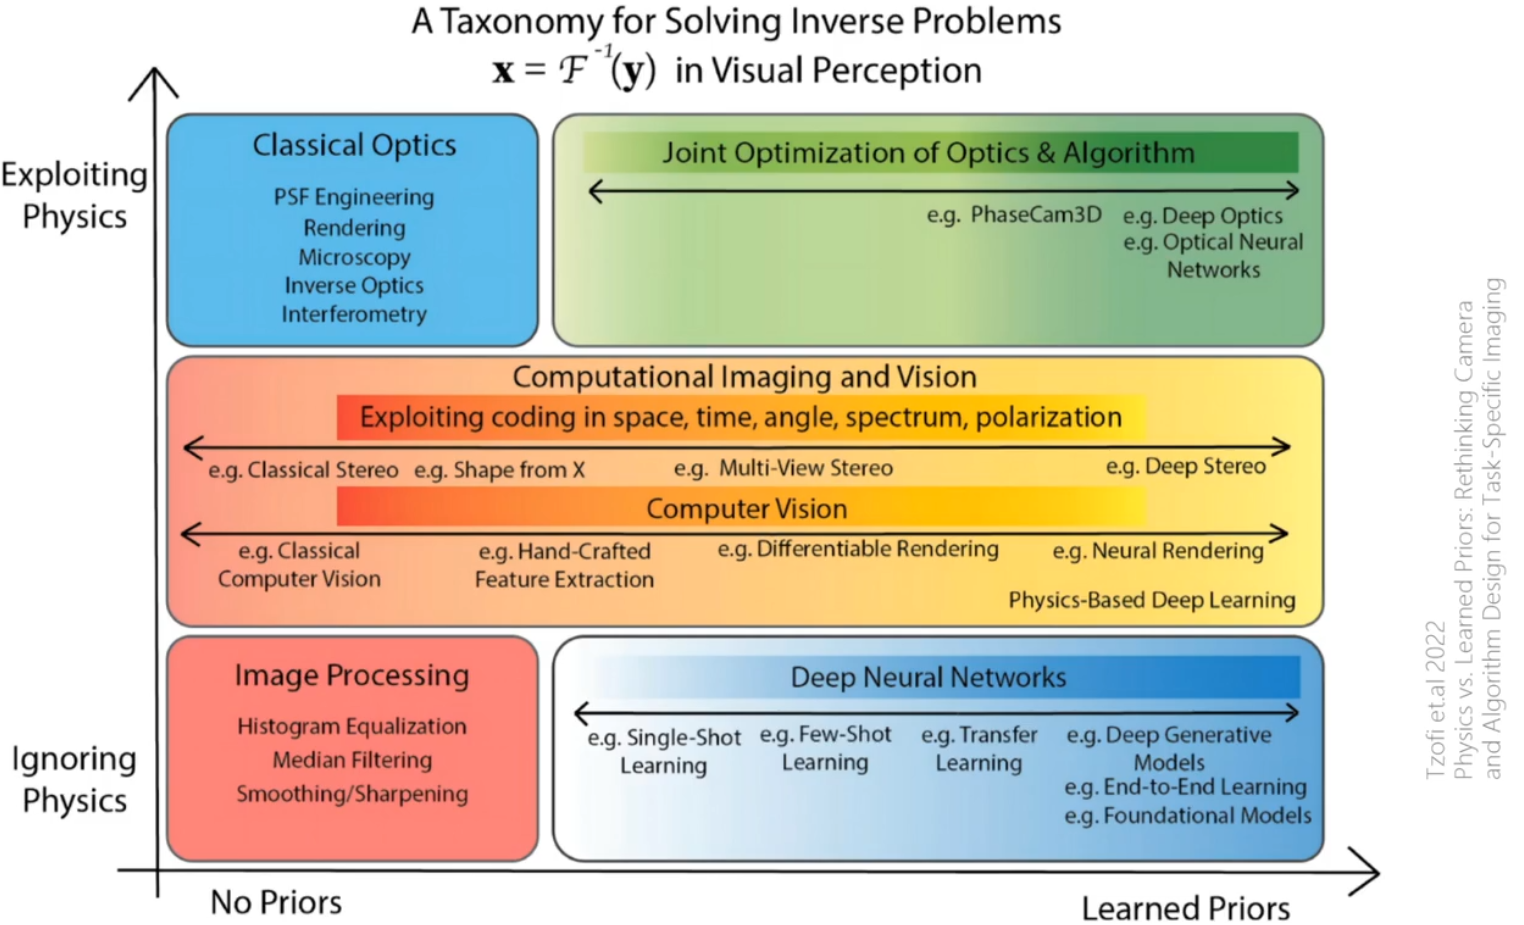 A Taxonomy for Solving Inverse Problems
x = ℱ⁻¹(y) in Visual Perception
Exploiting
Physics
Classical Optics
PSF Engineering
Rendering
Microscopy
Inverse Optics
Interferometry
Joint Optimization of Optics & Algorithm
e.g. PhaseCam3D
e.g. Deep Optics
e.g. Optical Neural
Networks
Computational Imaging and Vision
Exploiting coding in space, time, angle, spectrum, polarization
e.g. Classical Stereo
e.g. Shape from X
e.g. Multi-View Stereo
e.g. Deep Stereo
Computer Vision
e.g. Classical
Computer Vision
e.g. Hand-Crafted
Feature Extraction
e.g. Differentiable Rendering
e.g. Neural Rendering
Physics-Based Deep Learning
Ignoring
Physics
Image Processing
Histogram Equalization
Median Filtering
Smoothing/Sharpening
Deep Neural Networks
e.g. Single-Shot
Learning
e.g. Few-Shot
Learning
e.g. Transfer
Learning
e.g. Deep Generative
Models
e.g. End-to-End Learning
e.g. Foundational Models
No Priors
Learned Priors
Tzofi et.al 2022
Physics vs. Learned Priors: Rethinking Camera
and Algorithm Design for Task-Specific Imaging